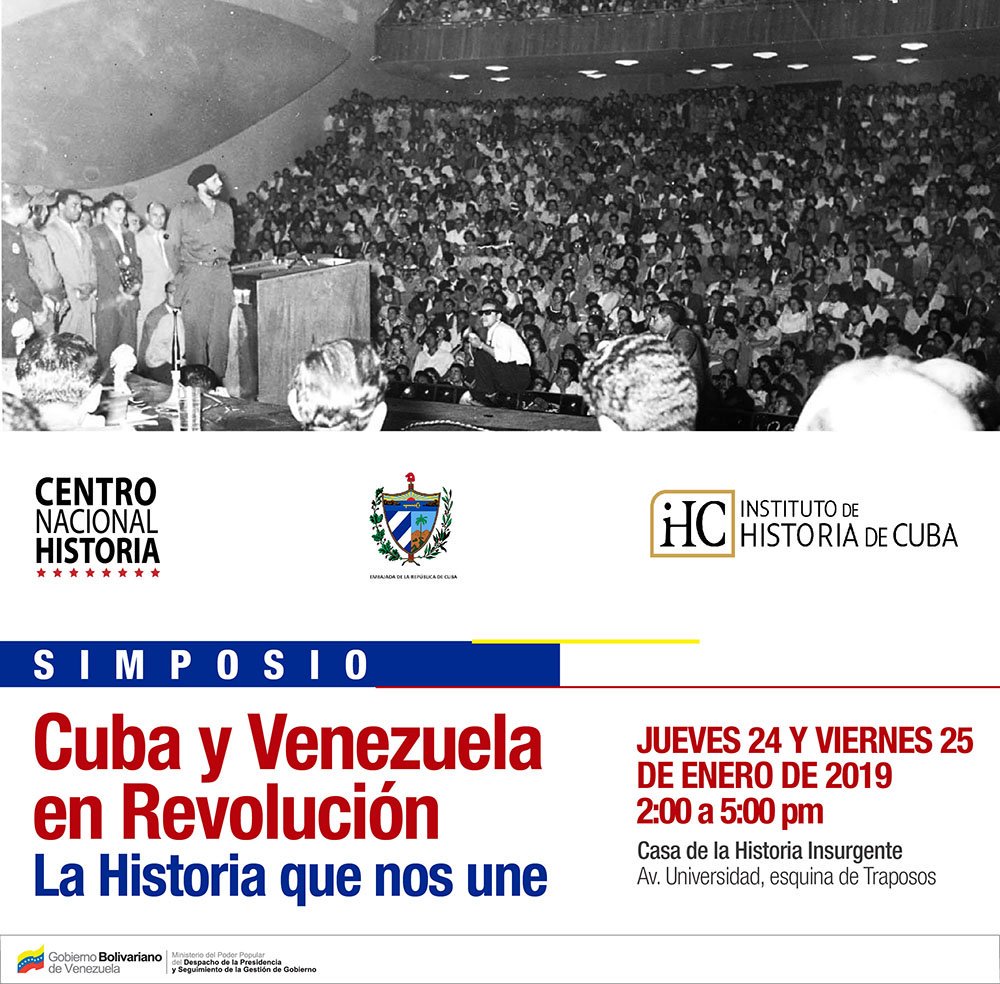 CENTRO
NACIONAL
HISTORIA
EMBAJADA DE LA REPÚBLICA DE CUBA
iHC
INSTITUTO DE
HISTORIA DE CUBA
SIMPOSIO
Cuba y Venezuela
en Revolución
La Historia que nos une
JUEVES 24 Y VIERNES 25
DE ENERO DE 2019
2:00 a 5:00 pm
Casa de la Historia Insurgente
Av. Universidad, esquina de Traposos
Gobierno Bolivariano
de Venezuela
Ministerio del Poder Popular
del Despacho de la Presidencia
y Seguimiento de la Gestión de Gobierno